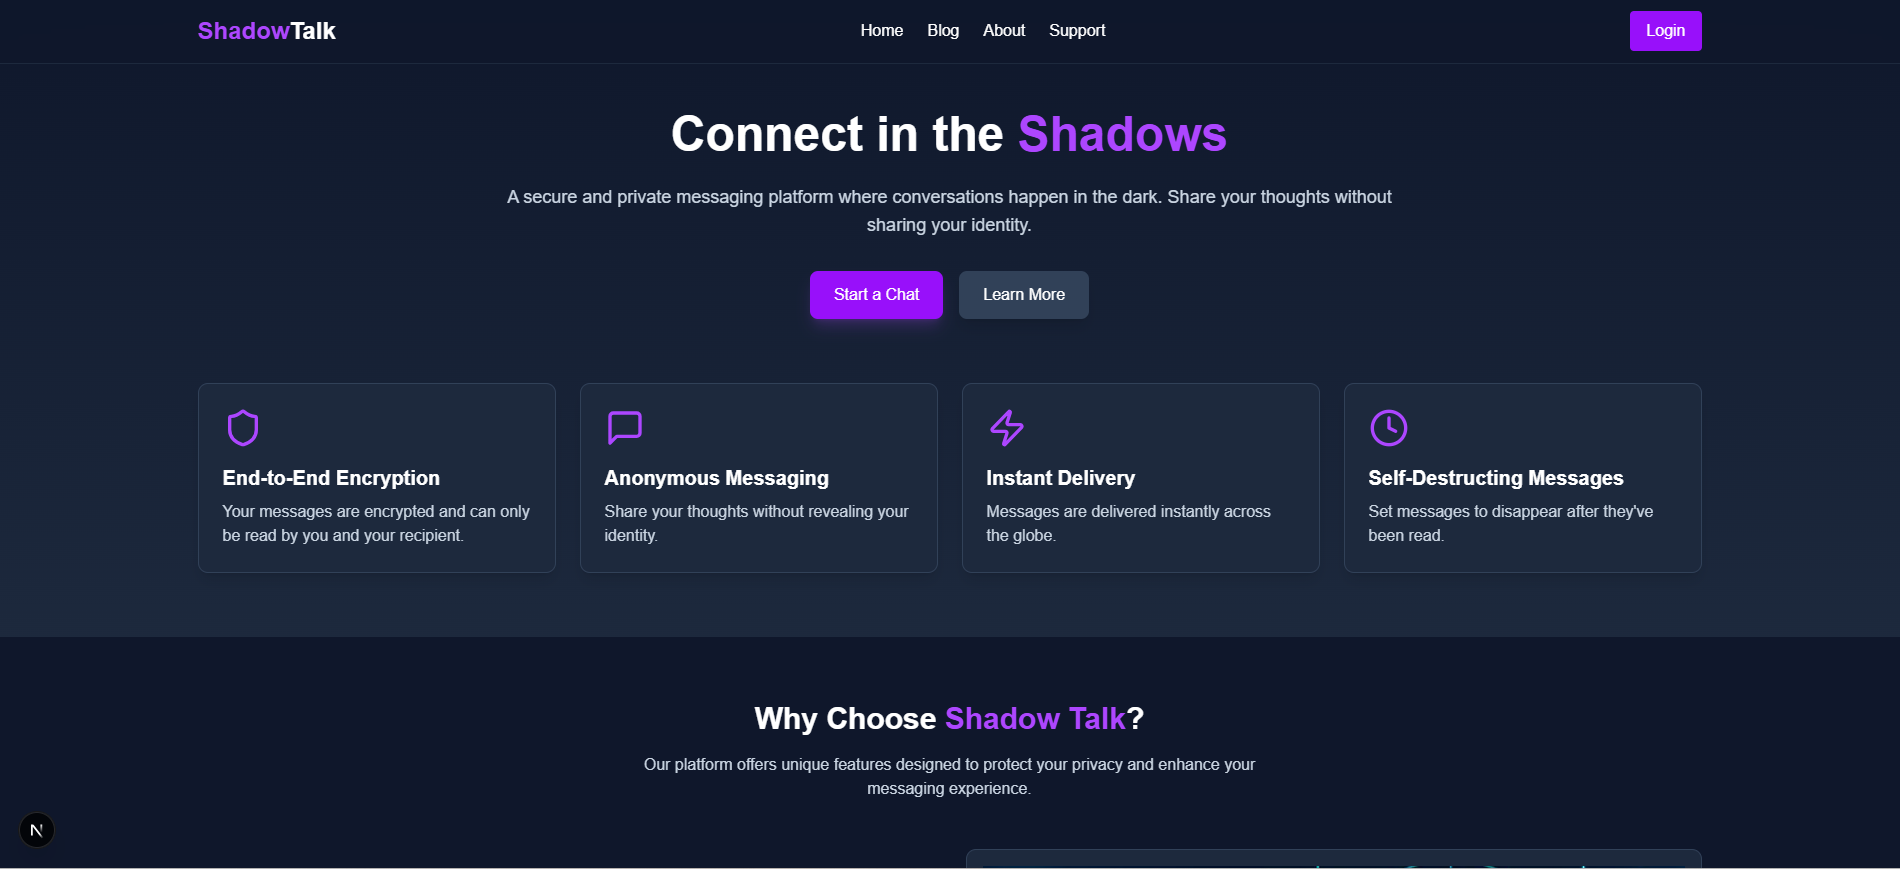 ShadowTalk
Home Blog About Support
Login
Connect in the Shadows
A secure and private messaging platform where conversations happen in the dark. Share your thoughts without
sharing your identity.
Start a Chat
Learn More
End-to-End Encryption
Your messages are encrypted and can only
be read by you and your recipient.
Anonymous Messaging
Share your thoughts without revealing your
identity.
Instant Delivery
Messages are delivered instantly across
the globe.
Self-Destructing Messages
Set messages to disappear after they've
been read.
Why Choose Shadow Talk?
Our platform offers unique features designed to protect your privacy and enhance your
messaging experience.
N